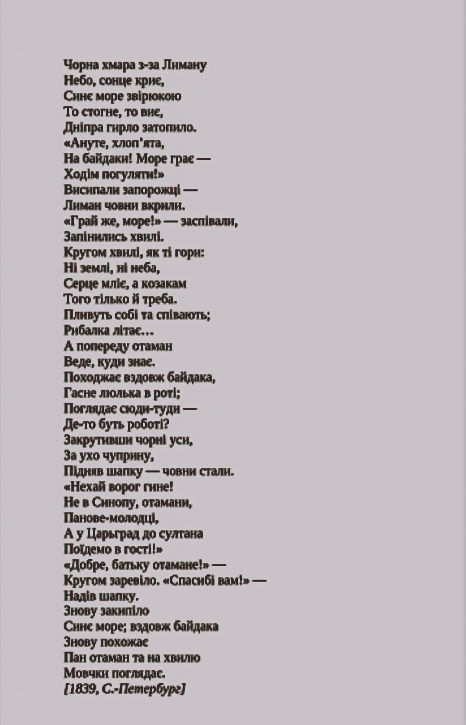 Чорна хмара з-за Лиману
Небо, сонце криє,
Синє море звірюкою
То стогне, то виє,
Дніпра гирло затопило.
«Ануте, хлоп’ята,
На байдаки! Море грає —
Ходім погуляти!»
Висипали запорожці —
Лиман човни вкрили.
«Грай же, море!» — заспівали,
Запінились хвилі.
Кругом хвилі, як ті гори:
Ні землі, ні неба,
Серце мліє, а козакам
Того тілько й треба.
Пливуть собі та співають;
Рибалка літає...
А попереду отаман
Веде, куди знає.
Походжає вздовж байдака,
Гасне люлька в роті;
Поглядає сюди-туди —
Де-то буть роботі?
Закрутивши чорні уси,
За ухо чуприну,
Підняв шапку — човни стали.
«Нехай ворог гине!
Не в Синопу, отамани,
Панове-молодці,
А у Царьград до султана
Поїдемо в гості!»
«Добре, батьку отамане!» —
Кругом заревіло. «Спасибі вам!» —
Надів шапку.
Знову закипіло
Синє море; вздовж байдака
Знову похожає
Пан отаман та на хвилю
Мовчки поглядає.
[1839, С.-Петербург]